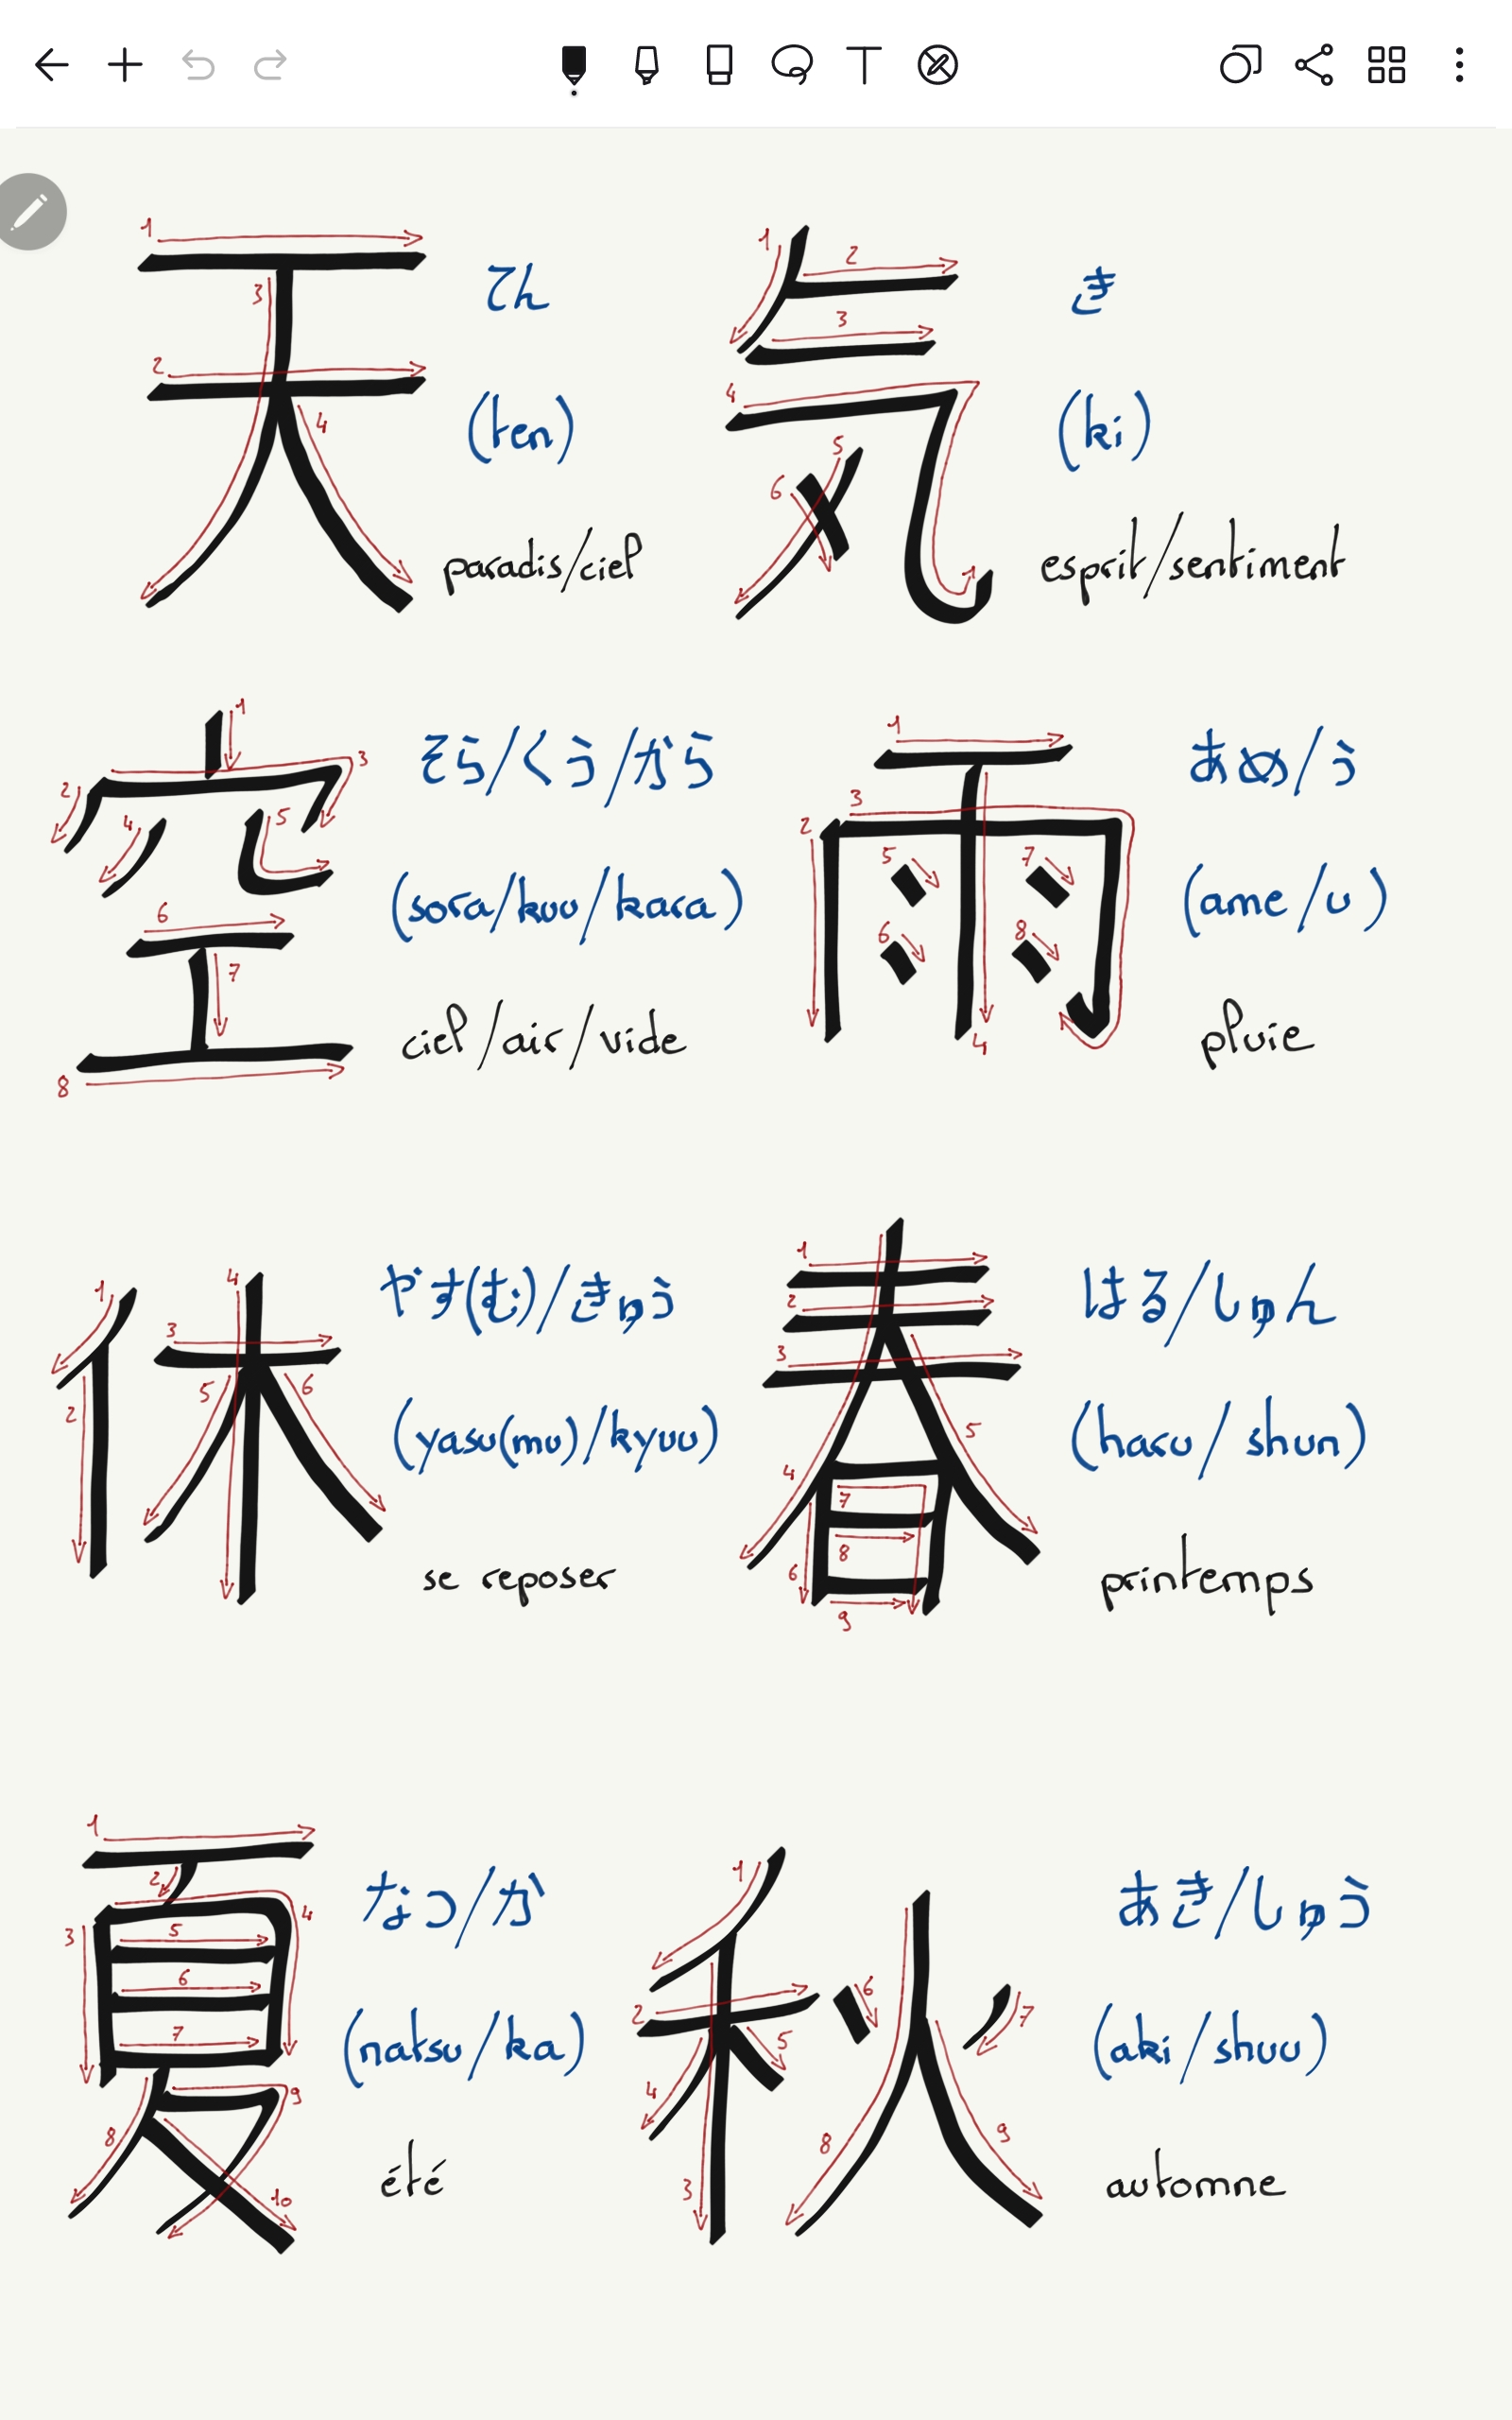 天 てん (ten) paradis/ciel
気 き (ki) esprit/sentiment
空 そら/くう/から (sora/kuu/kara) ciel/air/vide
雨 あめ/う (ame/u) pluie
休 やす(む)/きゅう (yasu(mu)/kyuu) se reposer
春 はる/しゅん (haru/shun) printemps
夏 なつ/か (natsu/ka) été
秋 あき/しゅう (aki/shuu) automne